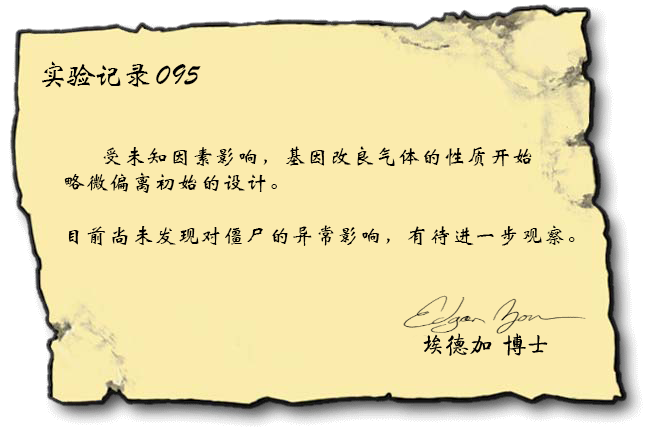 实验记录095
受未知因素影响，基因改良气体的性质开始
略微偏离初始的设计。
目前尚未发现对僵尸的异常影响，有待进一步观察。
埃德加 博士